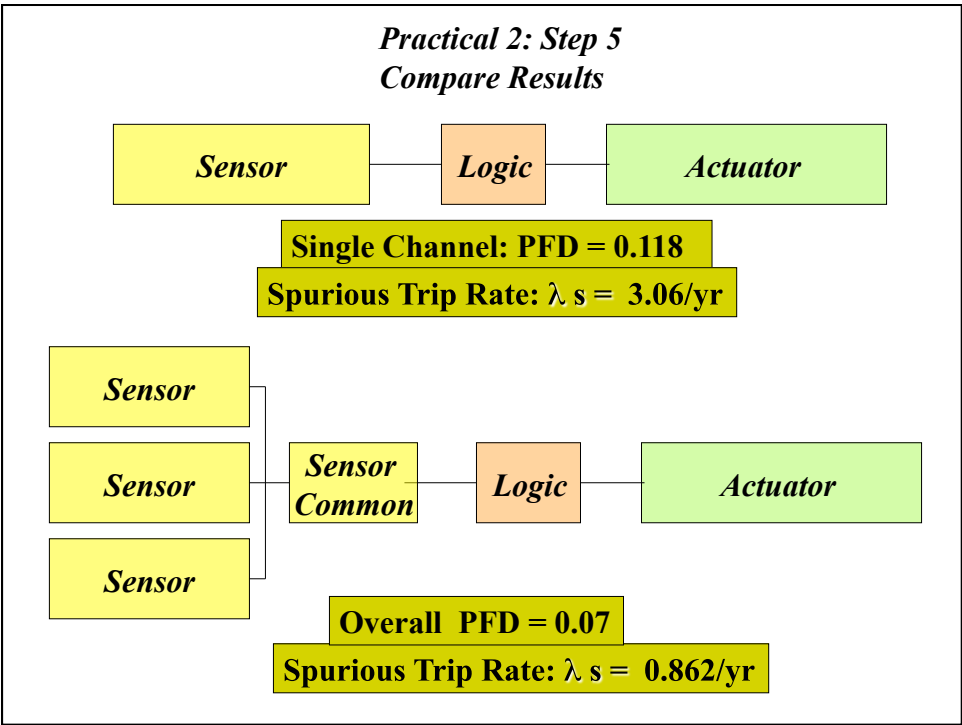 Practical 2: Step 5
Compare Results
Sensor
Logic
Actuator
Single Channel: PFD = 0.118
Spurious Trip Rate: λ s = 3.06/yr
Sensor
Sensor
Sensor
Sensor
Common
Logic
Actuator
Overall PFD = 0.07
Spurious Trip Rate: λ s = 0.862/yr